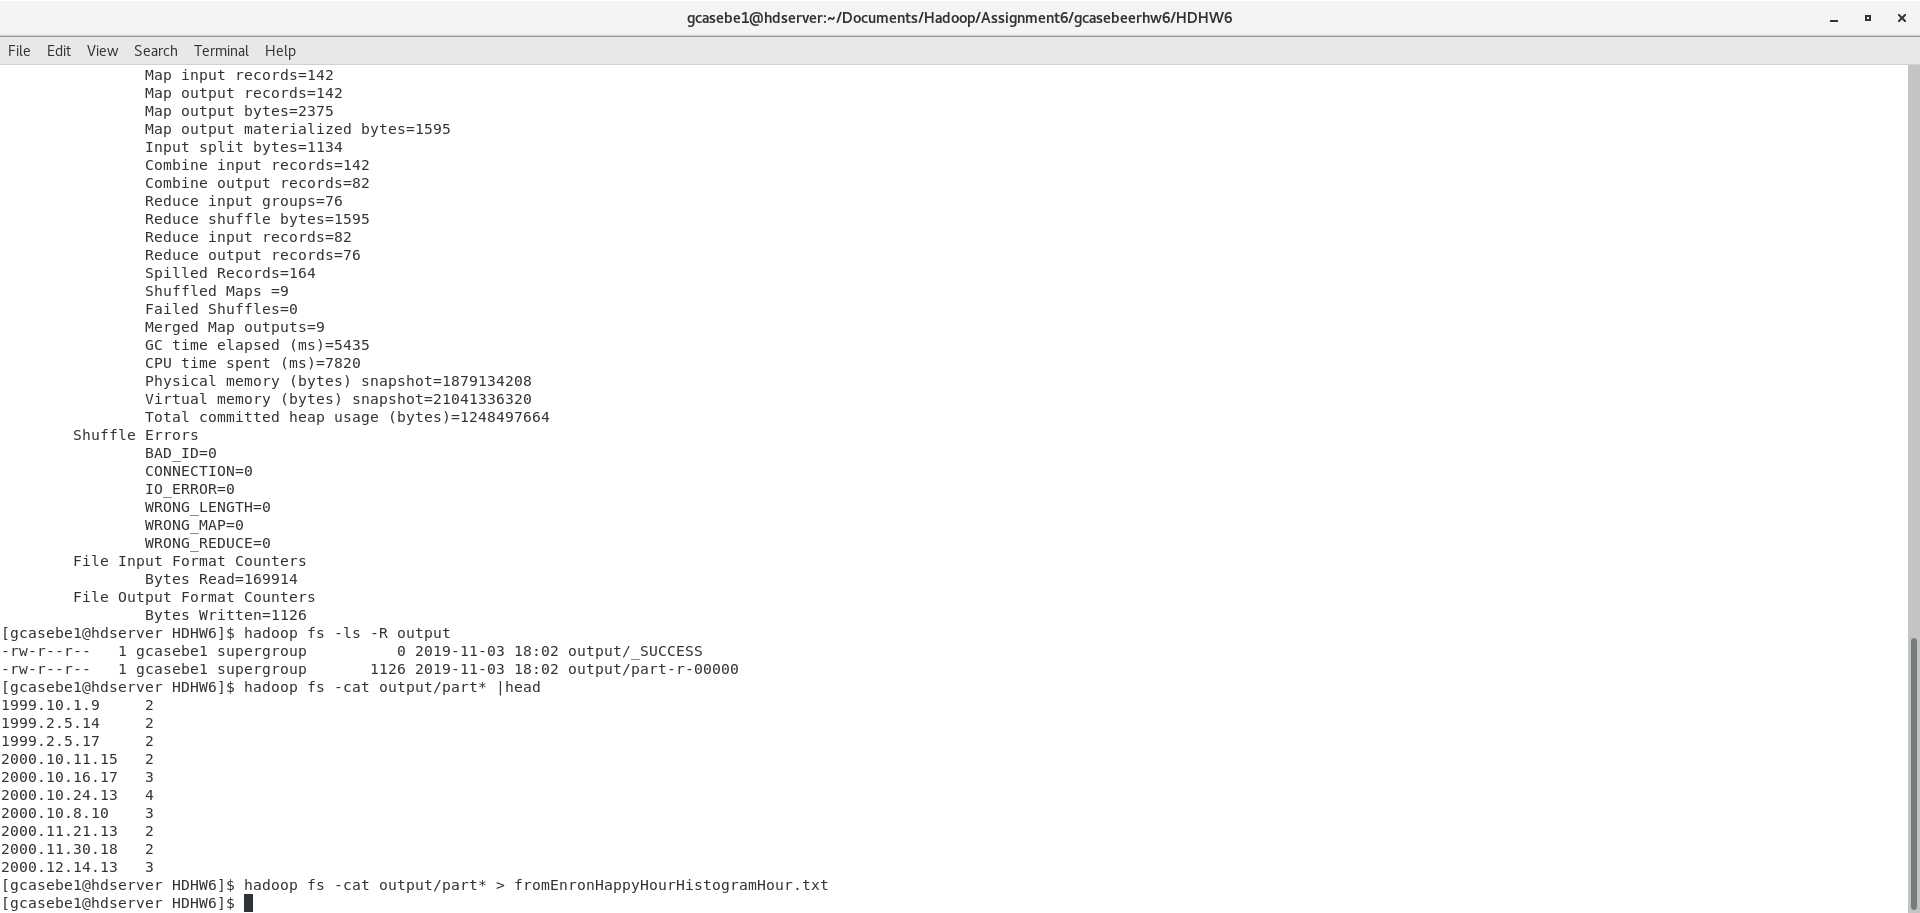 gcasebe1@hdserver:~/Documents/Hadoop/Assignment6/gcasebeerhw6/HDHW6
File Edit View Search Terminal Help
Map input records=142
Map output records=142
Map output bytes=2375
Map output materialized bytes=1595
Input split bytes=1134
Combine input records=142
Combine output records=82
Reduce input groups=76
Reduce shuffle bytes=1595
Reduce input records=82
Reduce output records=76
Spilled Records=164
Shuffled Maps =9
Failed Shuffles=0
Merged Map outputs=9
GC time elapsed (ms)=5435
CPU time spent (ms)=7820
Physical memory (bytes) snapshot=1879134208
Virtual memory (bytes) snapshot=21041336320
Total committed heap usage (bytes)=1248497664
Shuffle Errors
BAD_ID=0
CONNECTION=0
IO_ERROR=0
WRONG_LENGTH=0
WRONG_MAP=0
WRONG_REDUCE=0
File Input Format Counters
Bytes Read=169914
File Output Format Counters
Bytes Written=1126
[gcasebe1@hdserver HDHW6]$ hadoop fs -ls -R output
-rw-r--r--   1 gcasebe1 supergroup          0 2019-11-03 18:02 output/_SUCCESS
-rw-r--r--   1 gcasebe1 supergroup       1126 2019-11-03 18:02 output/part-r-00000
[gcasebe1@hdserver HDHW6]$ hadoop fs -cat output/part* |head
1999.10.1.9     2
1999.2.5.14     2
1999.2.5.17     2
2000.10.11.15   2
2000.10.16.17   3
2000.10.24.13   4
2000.10.8.10    3
2000.11.21.13   2
2000.11.30.18   2
2000.12.14.13   3
[gcasebe1@hdserver HDHW6]$ hadoop fs -cat output/part* > fromEnronHappyHourHistogramHour.txt
[gcasebe1@hdserver HDHW6]$